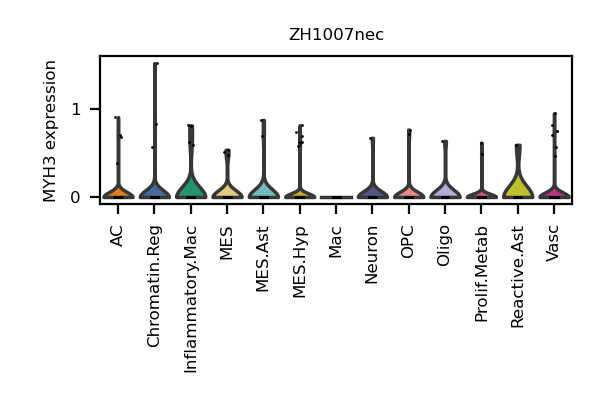 ZH1007nec
MYH3 expression
1
0
AC
Chromatin.Reg
Inflammatory.Mac
MES
MES.Ast
MES.Hyp
Mac
Neuron
OPC
Oligo
Prolif.Metab
Reactive.Ast
Vasc